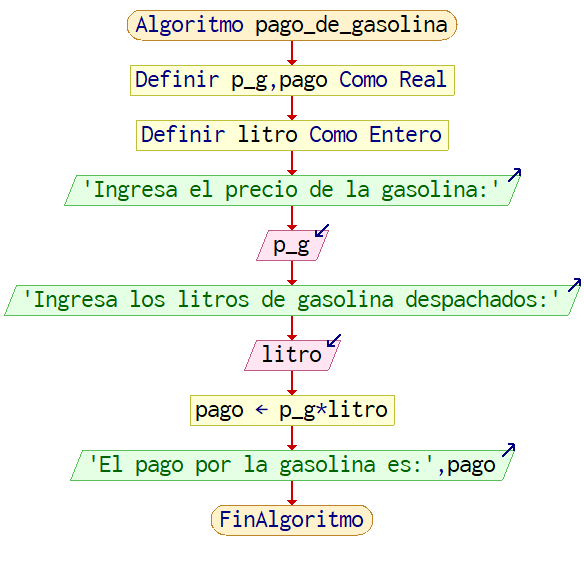 Algoritmo pago_de_gasolina
Definir p_g,pago Como Real
Definir litro Como Entero
'Ingresa el precio de la gasolina:'
p_g
'Ingresa los litros de gasolina despachados:'
litro
pago ← p_g*litro
'El pago por la gasolina es:',pago
FinAlgoritmo